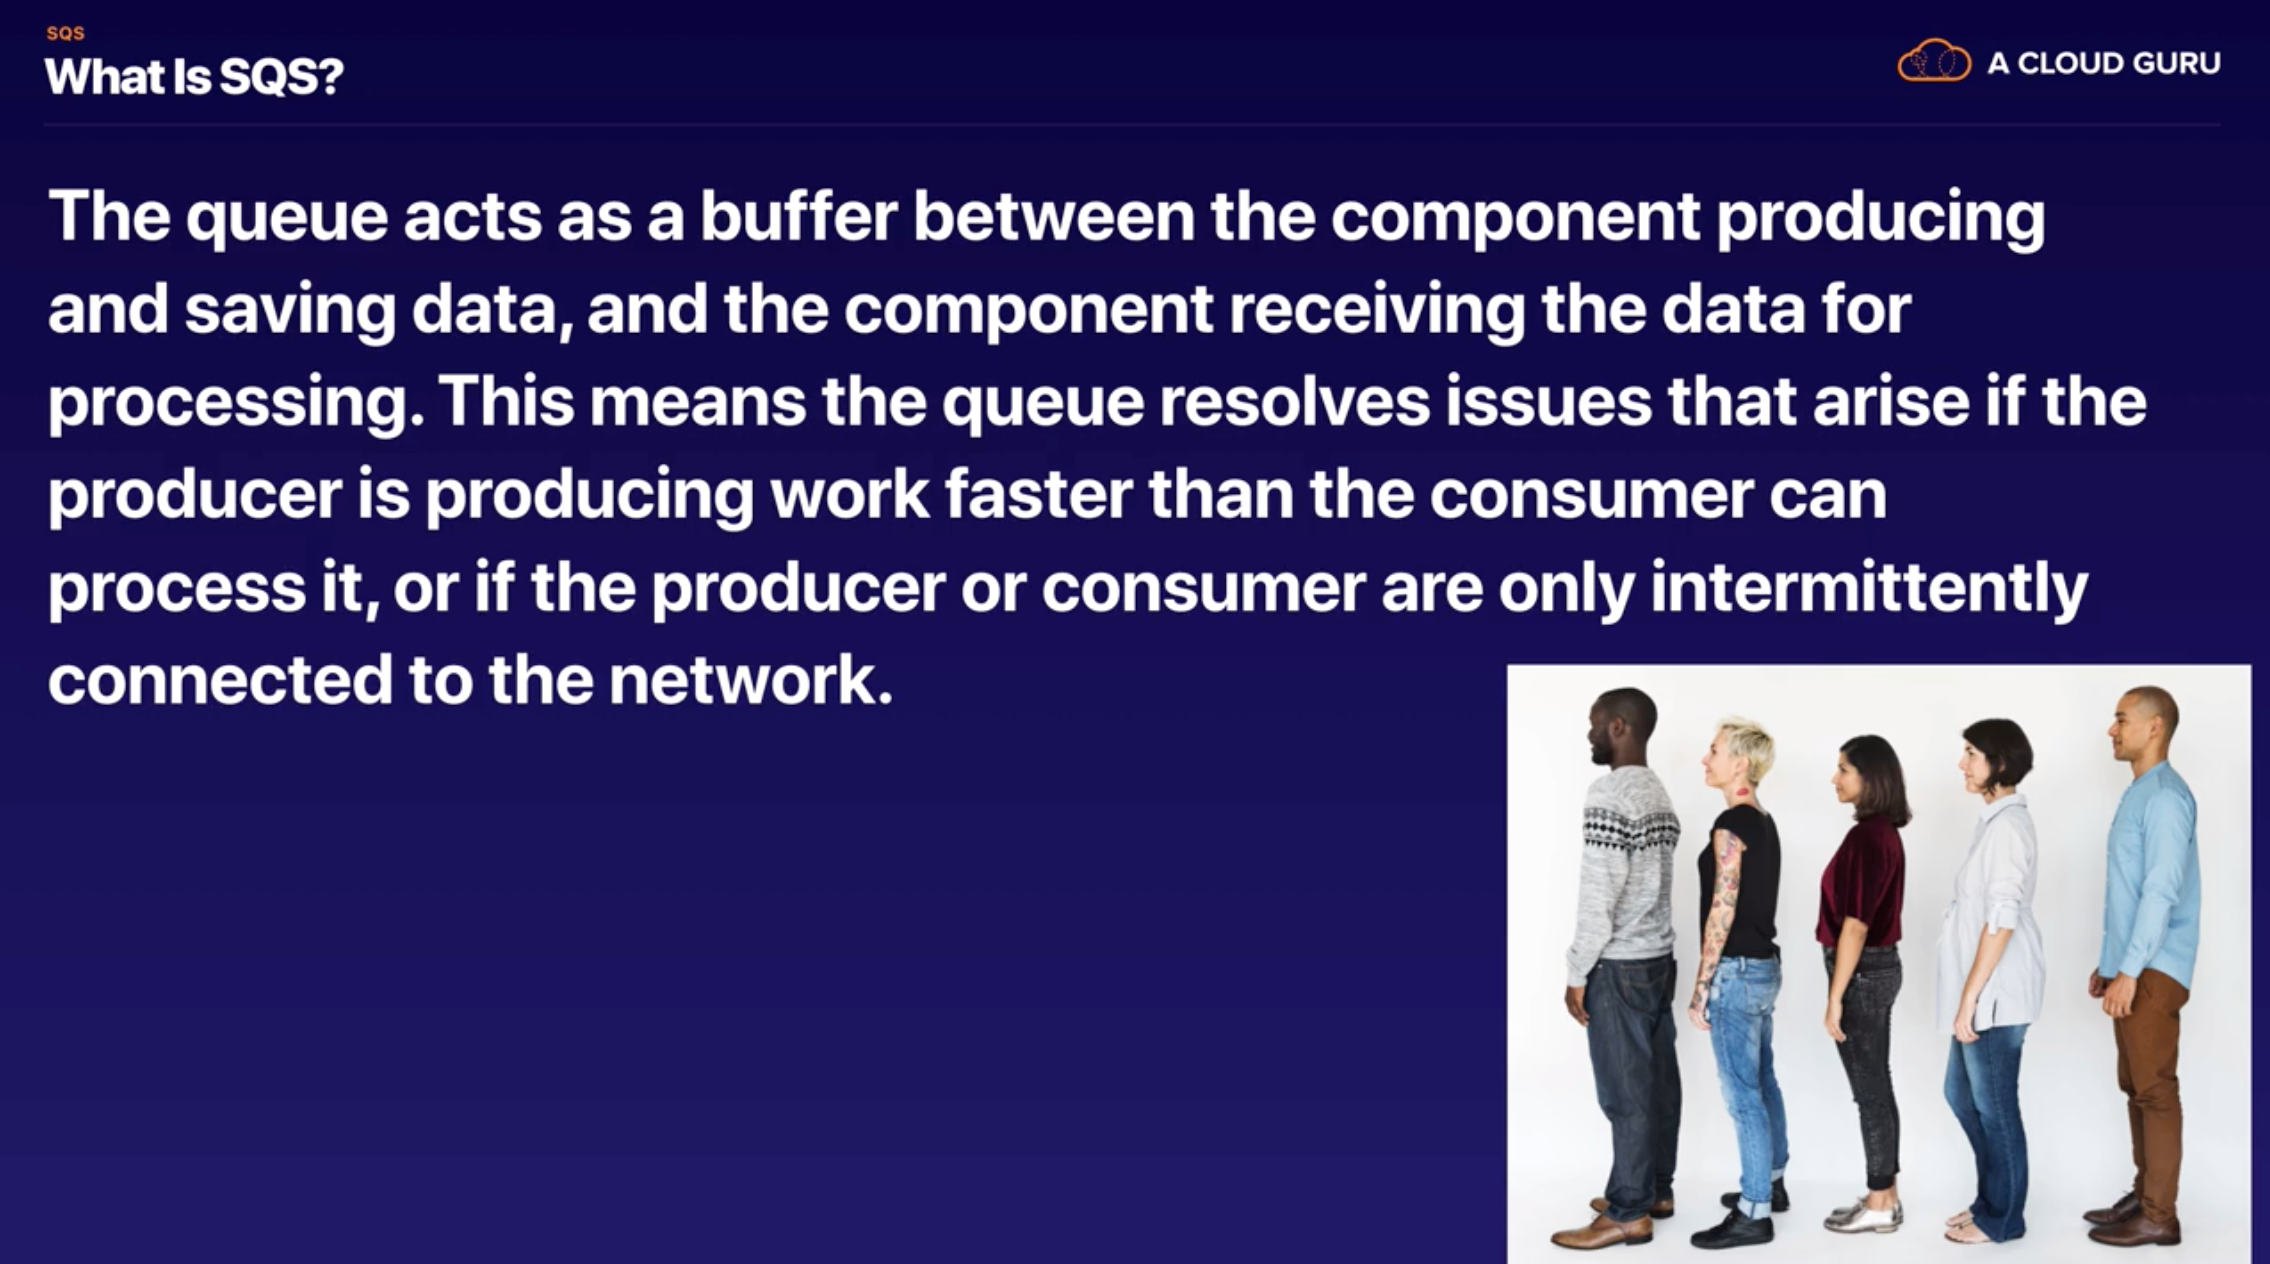 SQS
What Is SQS?
A CLOUD GURU
The queue acts as a buffer between the component producing
and saving data, and the component receiving the data for
processing. This means the queue resolves issues that arise if the
producer is producing work faster than the consumer can
process it, or if the producer or consumer are only intermittently
connected to the network.